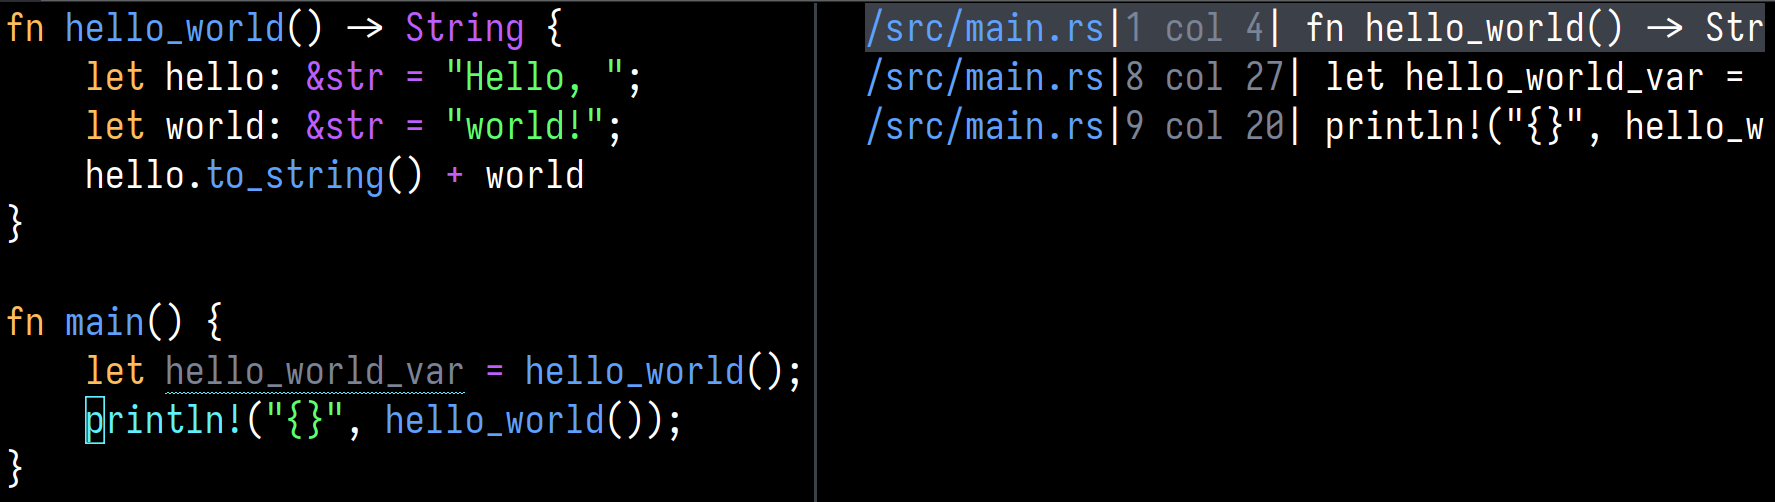 fn hello_world() -> String {
    let hello: &str = "Hello, ";
    let world: &str = "world!";
    hello.to_string() + world
}

fn main() {
    let hello_world_var = hello_world();
    println!("{}", hello_world());
}
/src/main.rs|1 col 4| fn hello_world() -> Str
/src/main.rs|8 col 27| let hello_world_var =
/src/main.rs|9 col 20| println!("{}", hello_w